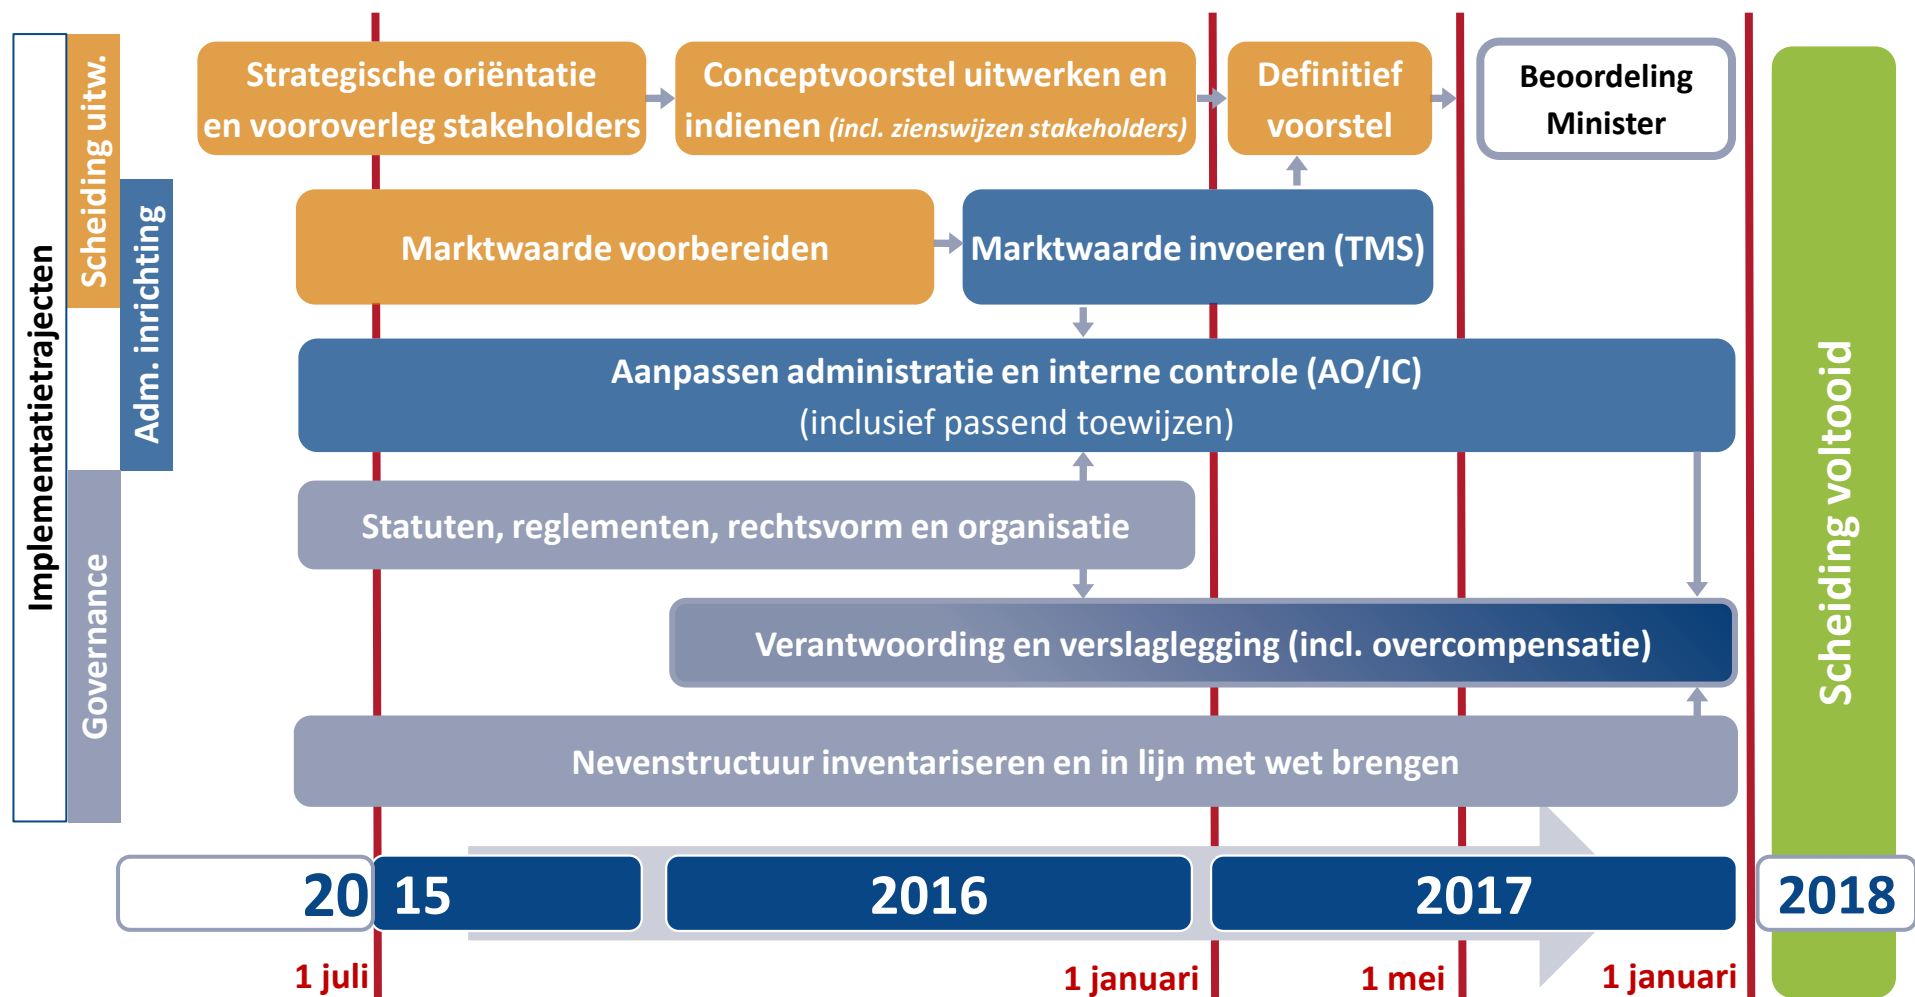 Implementatietrajecten
Scheiding uitw.
Adm. inrichting
Governance
Strategische oriëntatie
en vooroverleg stakeholders
Conceptvoorstel uitwerken en
indienen (incl. zienswijzen stakeholders)
Definitief
voorstel
Beoordeling
Minister
Marktwaarde voorbereiden
Marktwaarde invoeren (TMS)
Aanpassen administratie en interne controle (AO/IC)
(inclusief passend toewijzen)
Statuten, reglementen, rechtsvorm en organisatie
Verantwoording en verslaglegging (incl. overcompensatie)
Nevenstructuur inventariseren en in lijn met wet brengen
Scheiding voltooid
2015
2016
2017
2018
1 juli
1 januari
1 mei
1 januari